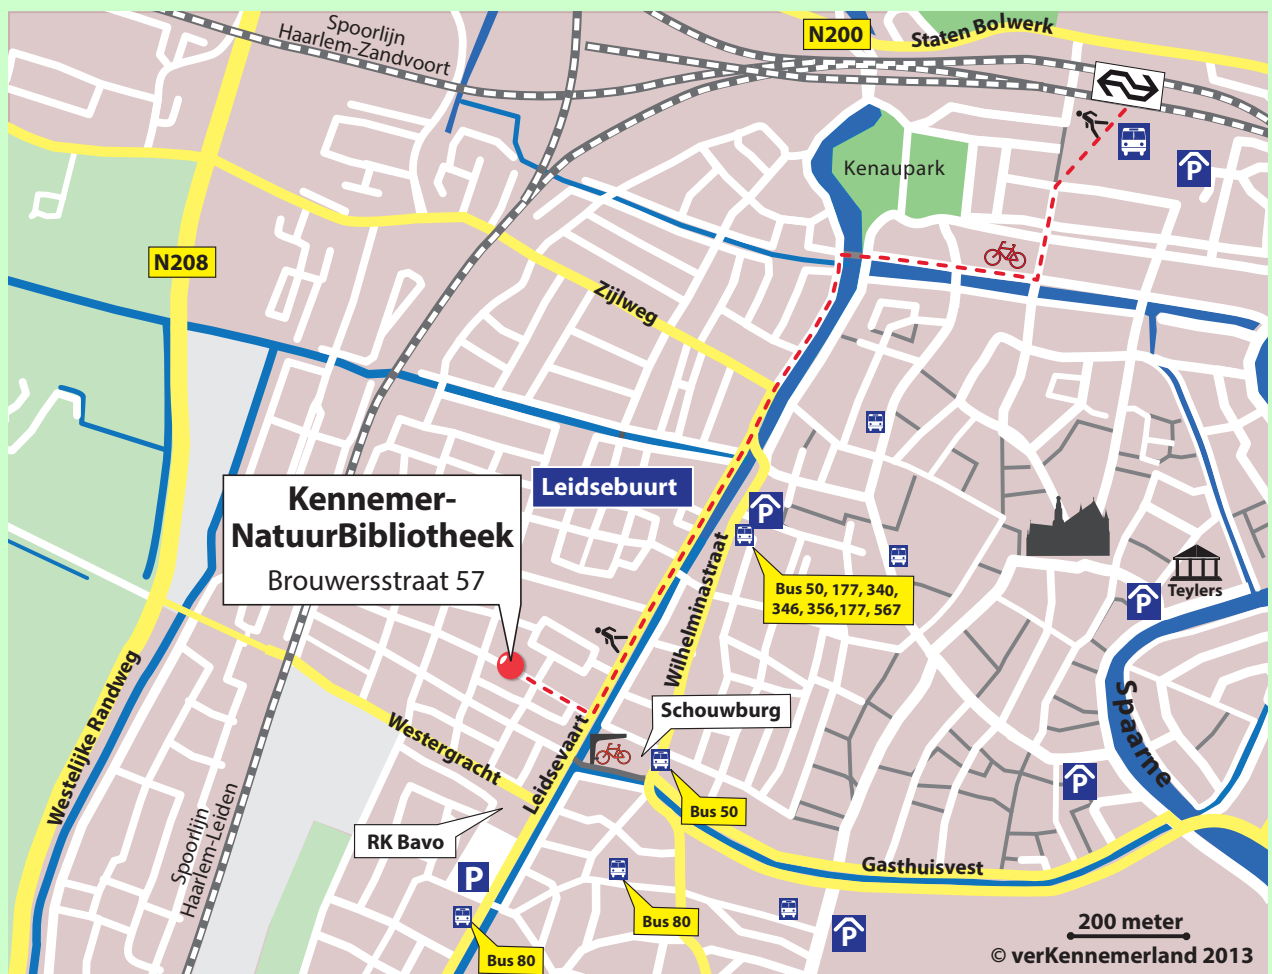 Spoorlijn
Haarlem-Zandvoort
N200
Staten Bolwerk
Kenaupark
P
N208
Zijlweg
Kennemer-
NatuurBibliotheek
Brouwersstraat 57
Leidsebuurt
P
Wilhelminastraat
Bus 50, 177, 340,
346, 356,177, 567
Teylers
P
Westelijke Randweg
Westergracht
Leidsevaart
Schouwburg
Spaarne
P
Bus 50
RK Bavo
Spoorlijn
Haarlem-Leiden
P
Gasthuisvest
Bus 80
P
Bus 80
200 meter
© verKennemerland 2013